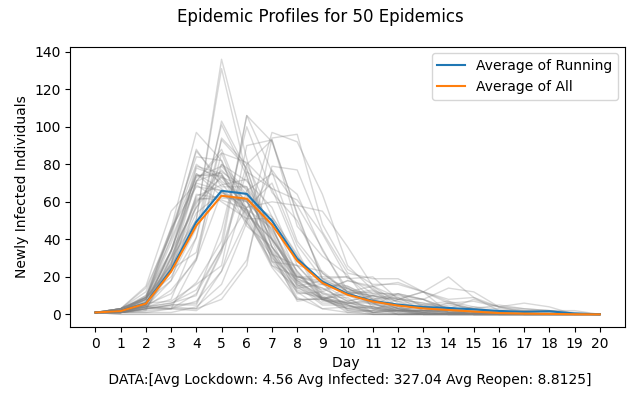 Epidemic Profiles for 50 Epidemics
Average of Running
Average of All
Newly Infected Individuals
140
120
100
80
60
40
20
0
0 1 2 3 4 5 6 7 8 9 10 11 12 13 14 15 16 17 18 19 20
Day
DATA:[Avg Lockdown: 4.56 Avg Infected: 327.04 Avg Reopen: 8.8125]